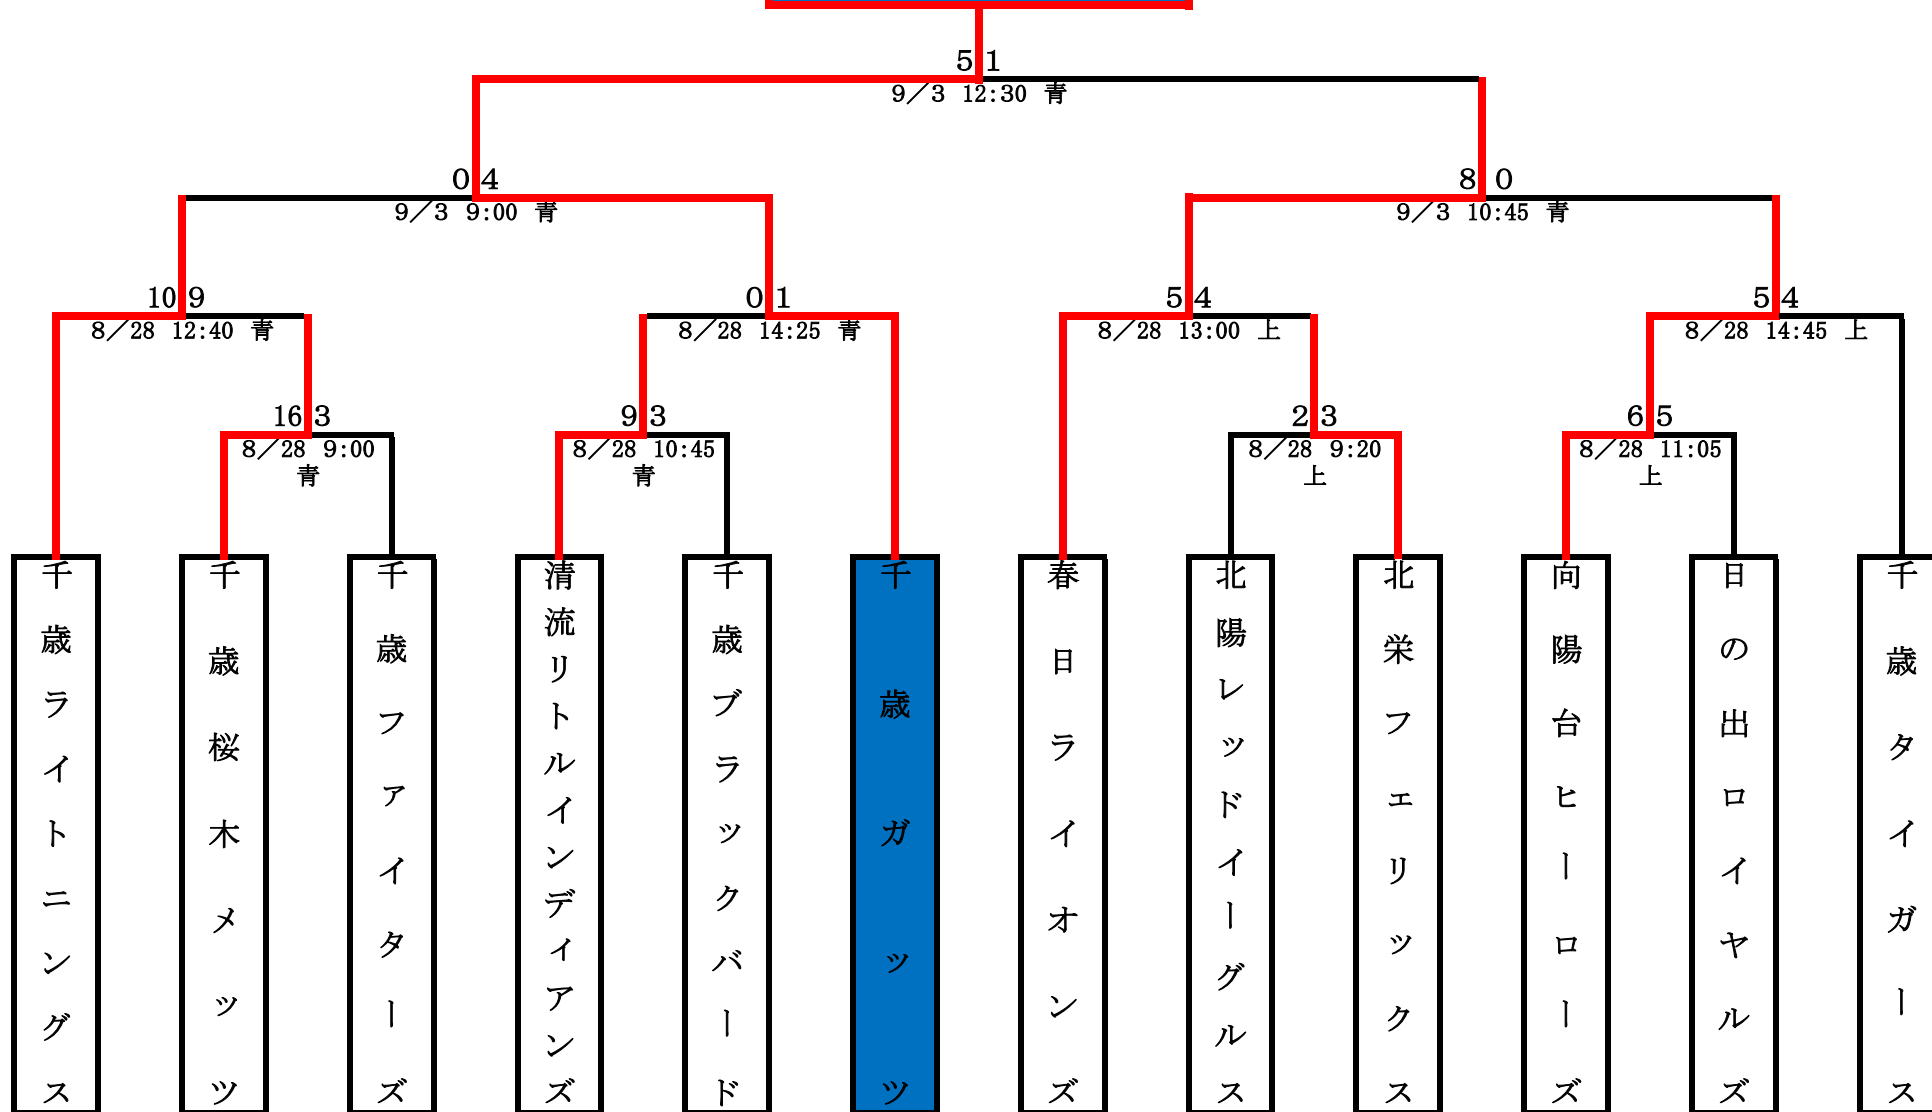 5 1
9／3 12:30 青
0 4
9／3 9:00 青
8 0
9／3 10:45 青
10 9
8／28 12:40 青
0 1
8／28 14:25 青
5 4
8／28 13:00 上
5 4
8／28 14:45 上
16 3
8／28 9:00
青
9 3
8／28 10:45
青
2 3
8／28 9:20
上
6 5
8／28 11:05
上
千歳ライトニングス
千歳桜木メッツ
千歳ファイターズ
清流リトルインディアンズ
千歳ブラックバード
千歳ガッツ
春日ライオンズ
北陽レッドイーグルス
北栄フェリックス
向陽台ヒーローズ
日の出ロイヤルズ
千歳タイガース